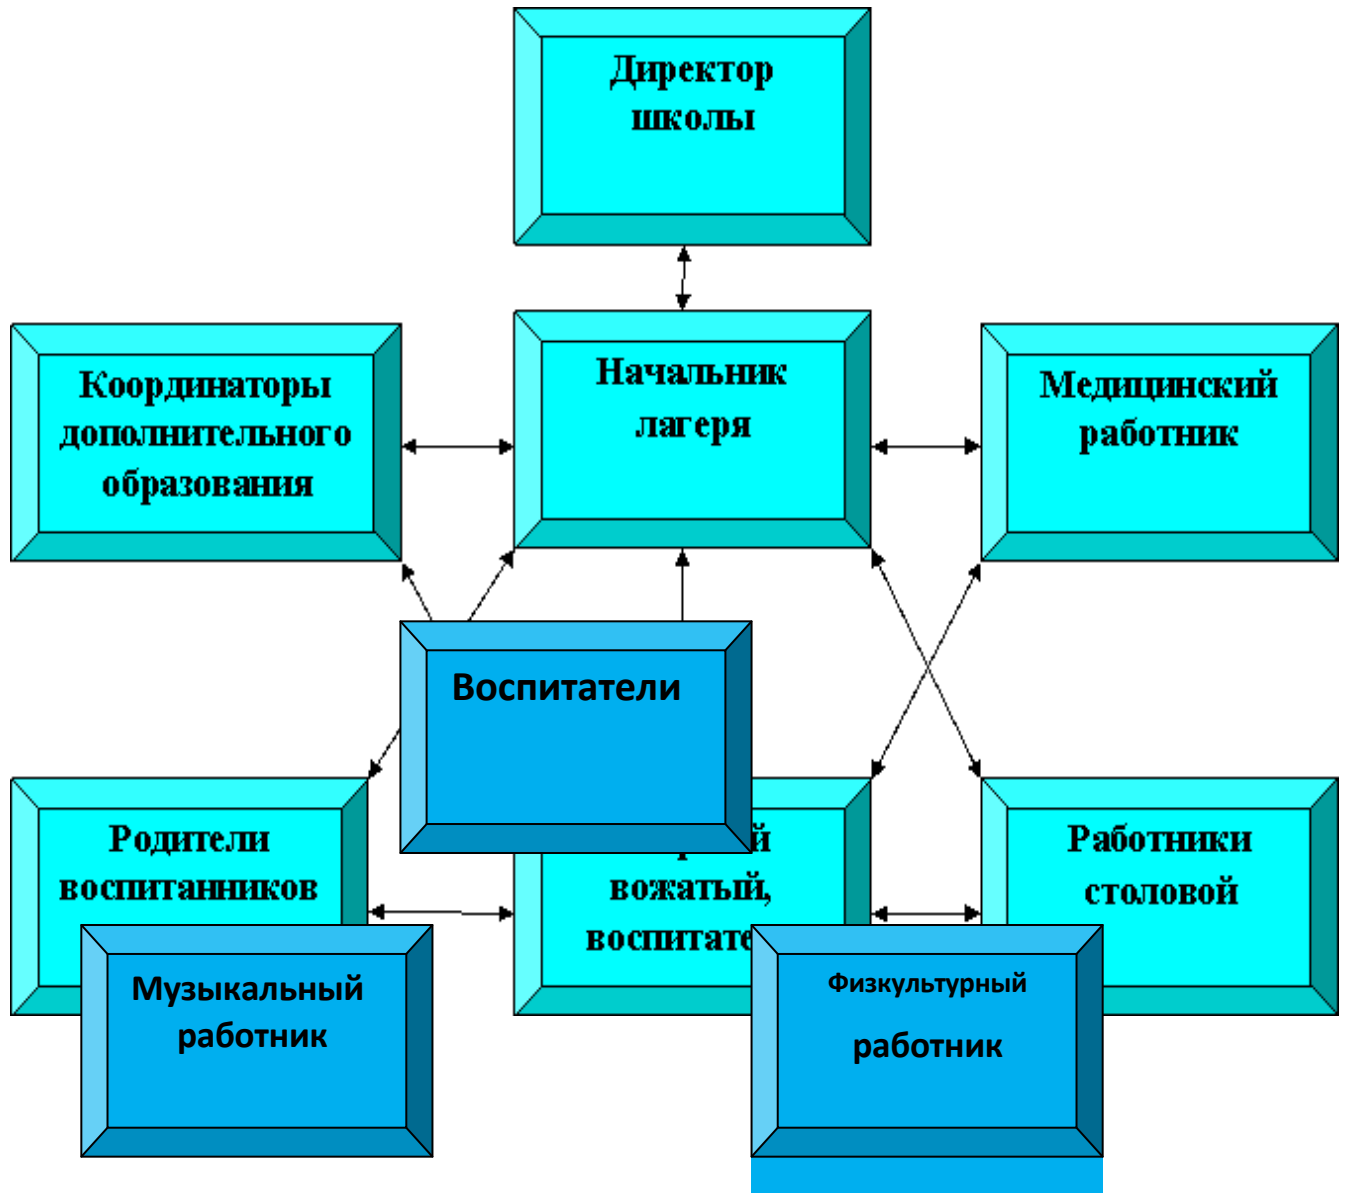 Директор
школы
Координаторы
дополнительного
образования
Начальник
лагеря
Медицинский
работник
Воспитатели
Родители
воспитанников
вожатый,
Работники
столовой
Музыкальный
работник
Физкультурный
работник